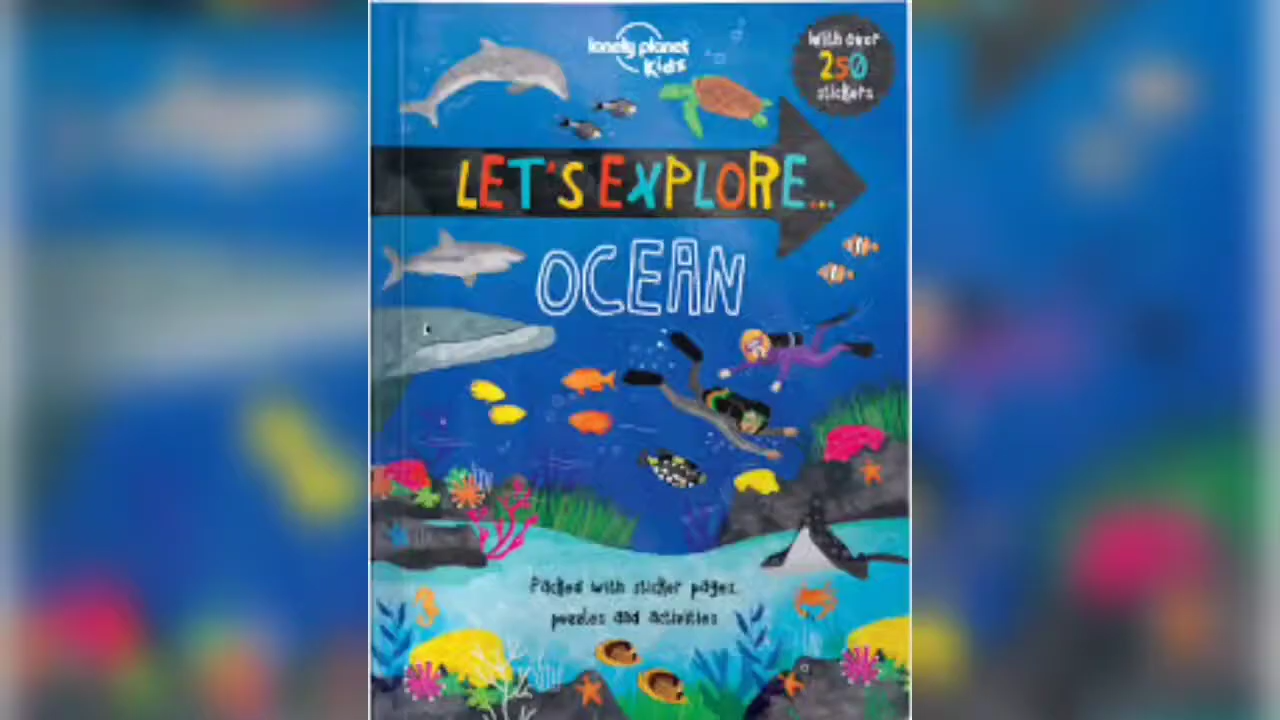 lonely planet
kids
with over
250
stickers
LET'S EXPLORE...
OCEAN
Packed with sticker pages,
puzzles and activities